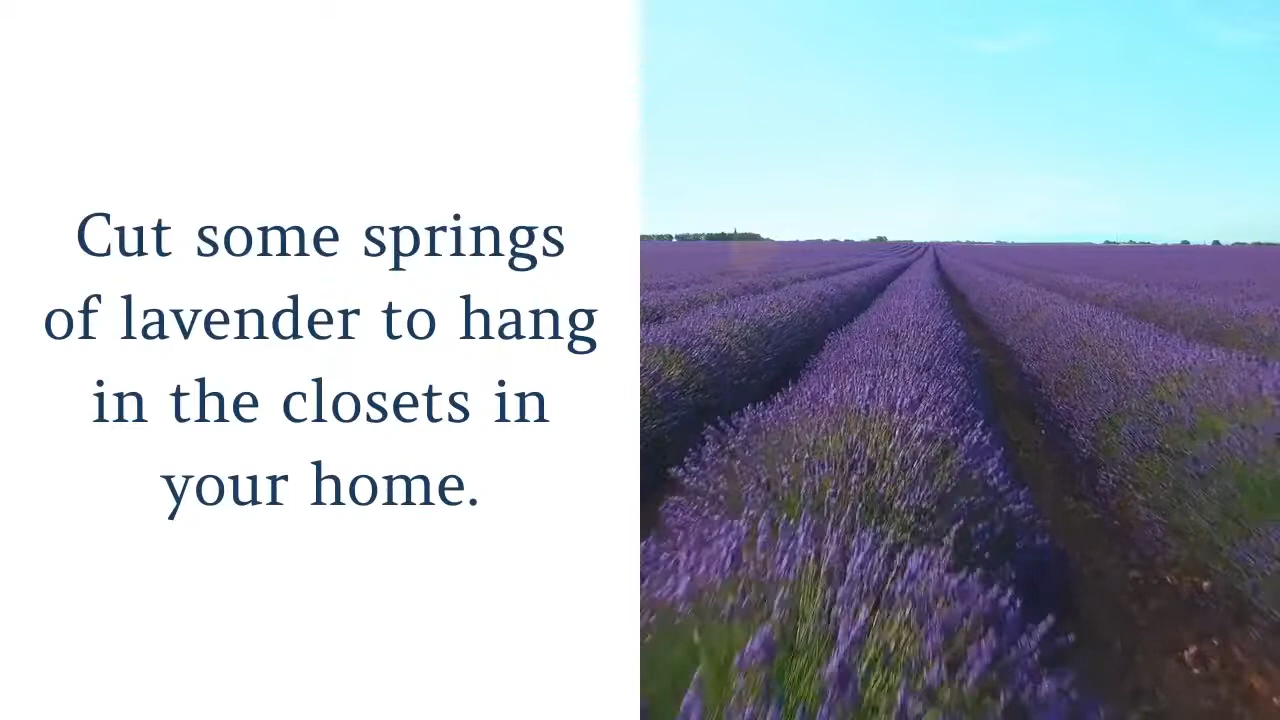 Cut some springs
of lavender to hang
in the closets in
your home.